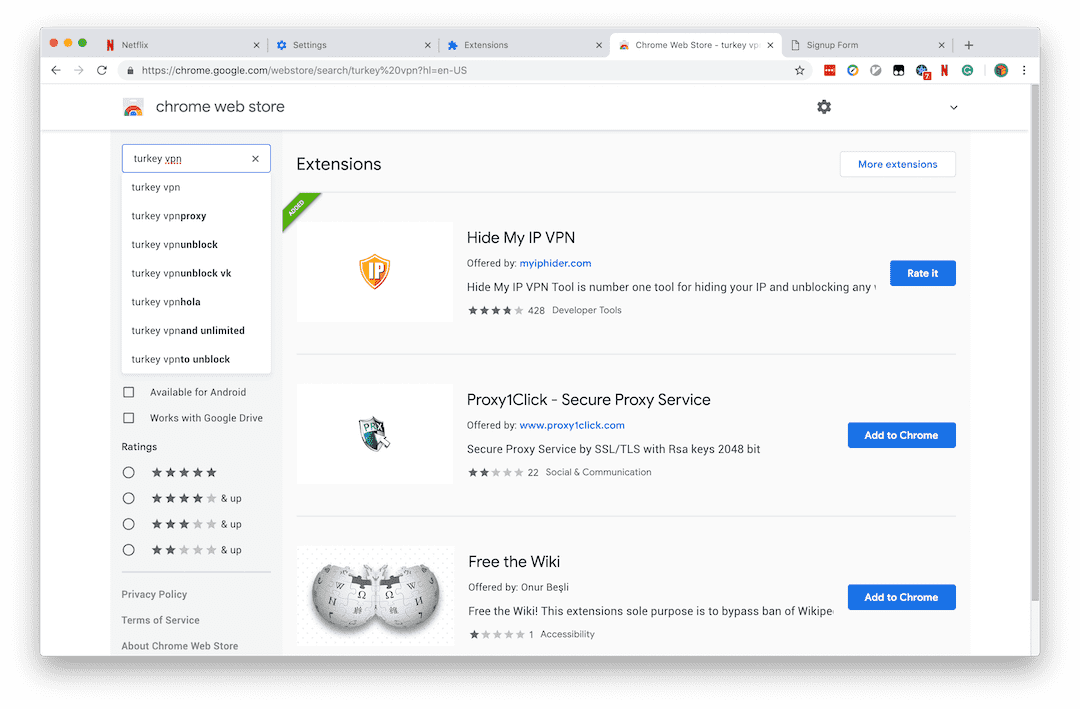 Netflix
Settings
Extensions
Chrome Web Store - turkey vp
Signup Form
https://chrome.google.com/webstore/search/turkey%20vpn?hl=en-US
7
chrome web store
turkey vpn
turkey vpn
turkey vpnproxy
turkey vpnunblock
turkey vpnunblock vk
turkey vpnhola
turkey vpnand unlimited
turkey vpnto unblock
Available for Android
Works with Google Drive
Ratings
& up
& up
& up
Privacy Policy
Terms of Service
About Chrome Web Store
Extensions
More extensions
ADDED
IP
Hide My IP VPN
Offered by: myiphider.com
Hide My IP VPN Tool is number one tool for hiding your IP and unblocking any
428 Developer Tools
Rate it
PRX
Proxy1Click - Secure Proxy Service
Offered by: www.proxy1click.com
Secure Proxy Service by SSL/TLS with Rsa keys 2048 bit
22 Social & Communication
Add to Chrome
Free the Wiki
Offered by: Onur Beşli
Free the Wiki! This extensions sole purpose is to bypass ban of Wikipe
1 Accessibility
Add to Chrome